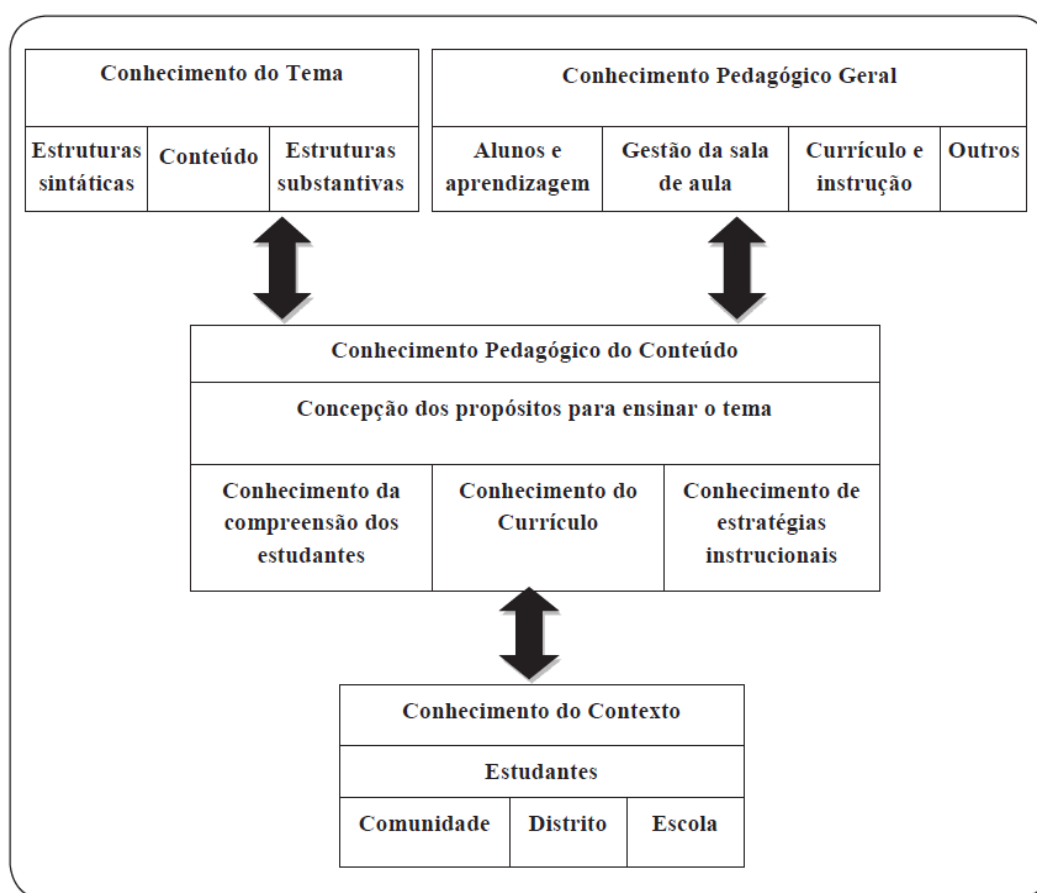 Conhecimento do Tema
Estruturas
sintáticas
Conteúdo
Estruturas
substantivas
Conhecimento Pedagógico Geral
Alunos e
aprendizagem
Gestão da sala
de aula
Currículo e
instrução
Outros
Conhecimento Pedagógico do Conteúdo
Concepção dos propósitos para ensinar o tema
Conhecimento da
compreensão dos
estudantes
Conhecimento do
Currículo
Conhecimento de
estratégias
instrucionais
Conhecimento do Contexto
Estudantes
Comunidade
Distrito
Escola